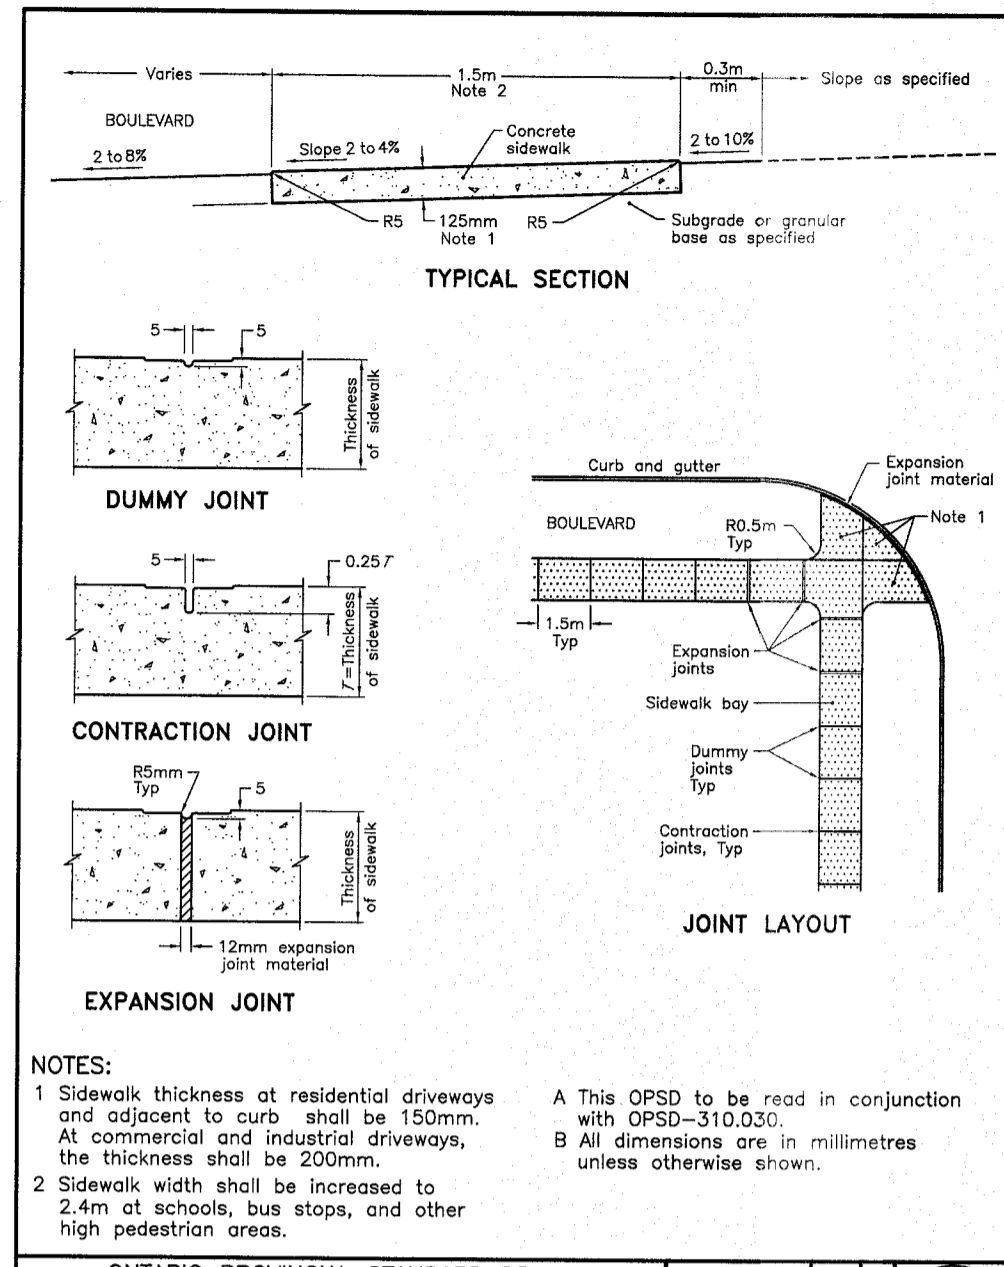 Varies
1.5m
Note 2
0.3m
min
Slope as specified
BOULEVARD
2 to 8%
Slope 2 to 4%
Concrete
sidewalk
2 to 10%
R5
125mm
Note 1
R5
Subgrade or granular
base as specified
TYPICAL SECTION
5
5
Thickness
of sidewalk
DUMMY JOINT
5
0.25T
T=Thickness
of sidewalk
CONTRACTION JOINT
R5mm
Typ
5
Thickness
of sidewalk
12mm expansion
joint material
EXPANSION JOINT
Curb and gutter
Expansion
joint material
BOULEVARD
R0.5m
Typ
Note 1
1.5m
Typ
Expansion
joints
Sidewalk bay
Dummy
joints
Typ
Contraction
joints, Typ
JOINT LAYOUT
NOTES:
1 Sidewalk thickness at residential driveways
and adjacent to curb shall be 150mm.
At commercial and industrial driveways,
the thickness shall be 200mm.
2 Sidewalk width shall be increased to
2.4m at schools, bus stops, and other
high pedestrian areas.
A This OPSD to be read in conjunction
with OPSD-310.030.
B All dimensions are in millimetres
unless otherwise shown.
ONTARIO PROVINCIAL STANDARD